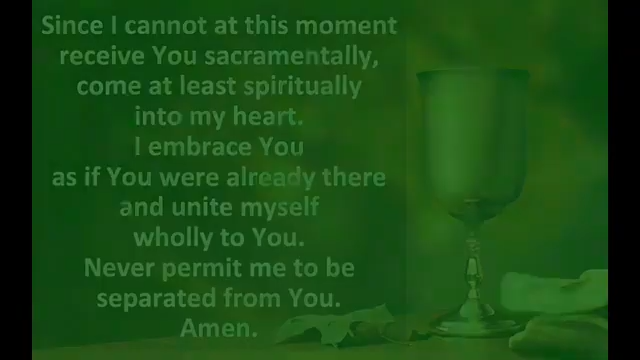 Since I cannot at this moment
receive You sacramentally,
come at least spiritually
into my heart.
I embrace You
as if You were already there
and unite myself
wholly to You.
Never permit me to be
separated from You.
Amen.